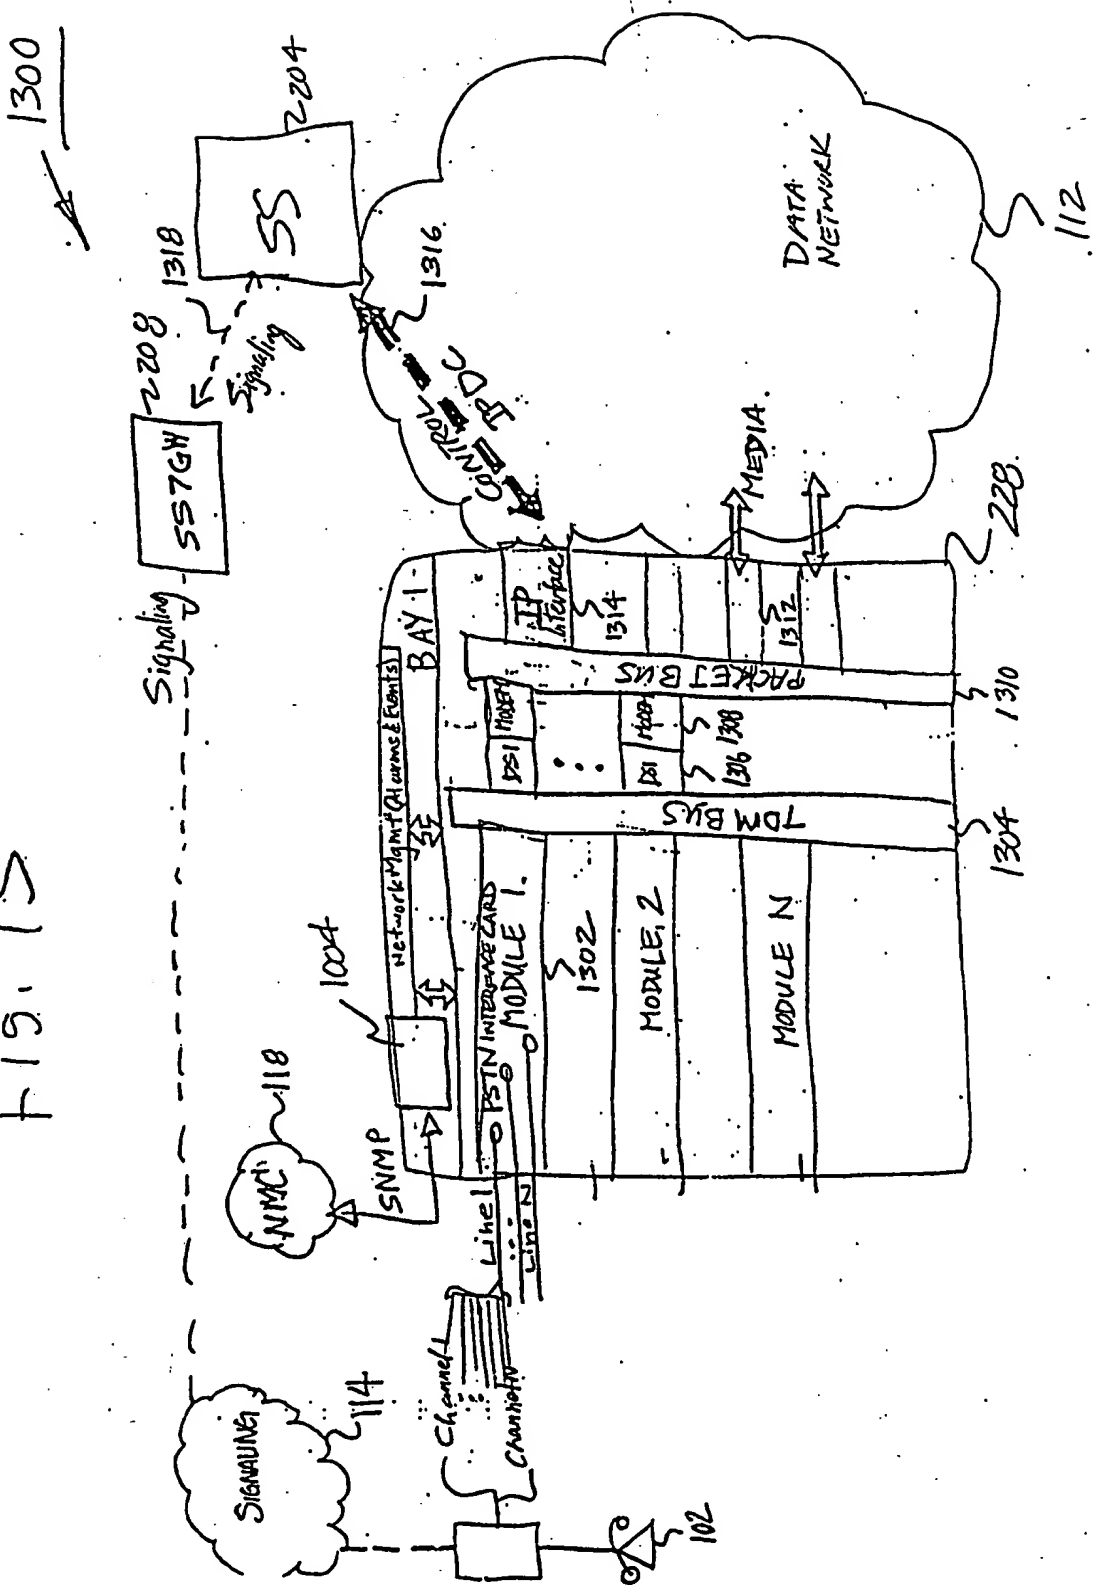 FIG. 13
1300
SIGNALING
114
Signaling
SS7GW
208
1318
Signaling
SS
204
NMC
118
SNMP
1004
Network Mgmt (Alarms & Events)
BAY 1
CONTROL
IPDC
1316
Channel 1
Channel N
Line 1
Line N
PSTN INTERFACE CARD
MODULE 1
1302
MODULE 2
MODULE N
TDM BUS
1304
DS1
MODEM
DS1
MODEM
1306
1308
PACKET BUS
1310
IP
Interface
1314
1312
MEDIA
228
DATA
NETWORK
112
102